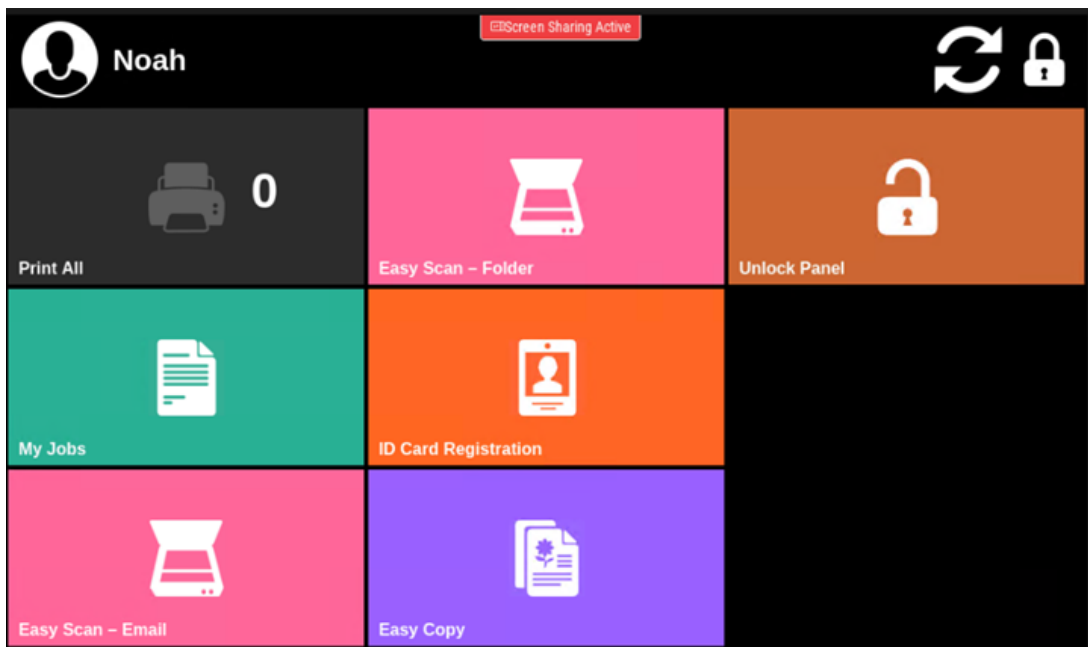 Screen Sharing Active
Noah
0
Print All
Easy Scan – Folder
Unlock Panel
My Jobs
ID Card Registration
Easy Scan – Email
Easy Copy